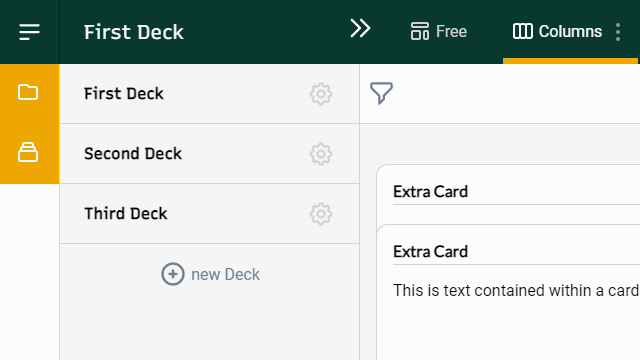 First Deck
Free
Columns
First Deck
Second Deck
Third Deck
new Deck
Extra Card
Extra Card
This is text contained within a card